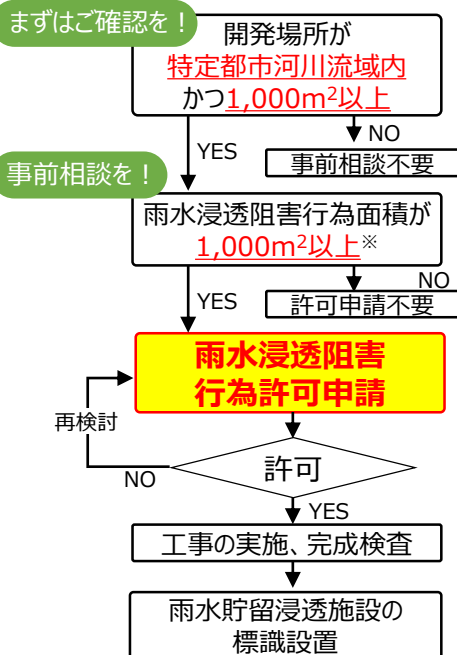 まずはご確認を！
開発場所が
特定都市河川流域内
かつ1,000m²以上
YES
NO
事前相談不要
事前相談を！
雨水浸透阻害行為面積が
1,000m²以上※
YES
NO
許可申請不要
雨水浸透阻害
行為許可申請
再検討
許可
NO
YES
工事の実施、完成検査
雨水貯留浸透施設の
標識設置